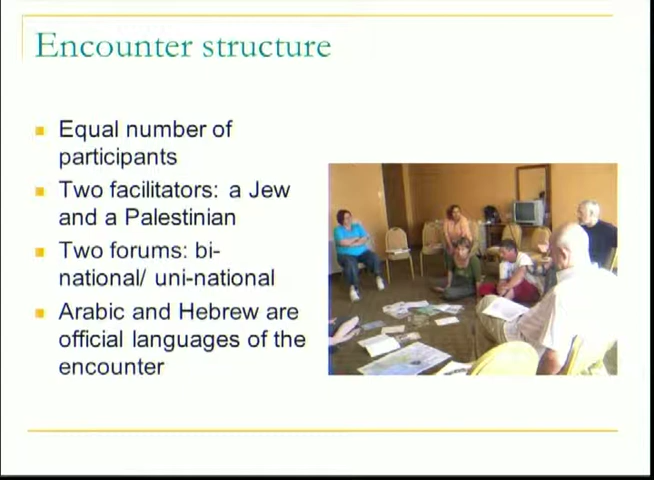 Encounter structure
Equal number of
participants
Two facilitators: a Jew
and a Palestinian
Two forums: bi-
national/ uni-national
Arabic and Hebrew are
official languages of the
encounter